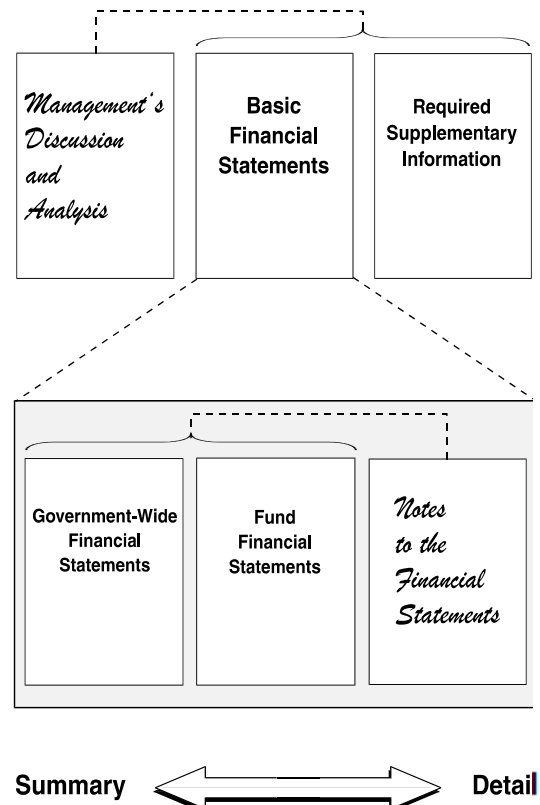 Management's
Discussion
and
Analysis
Basic
Financial
Statements
Required
Supplementary
Information
Government-Wide
Financial
Statements
Fund
Financial
Statements
Notes
to the
Financial
Statements
Summary
Detail